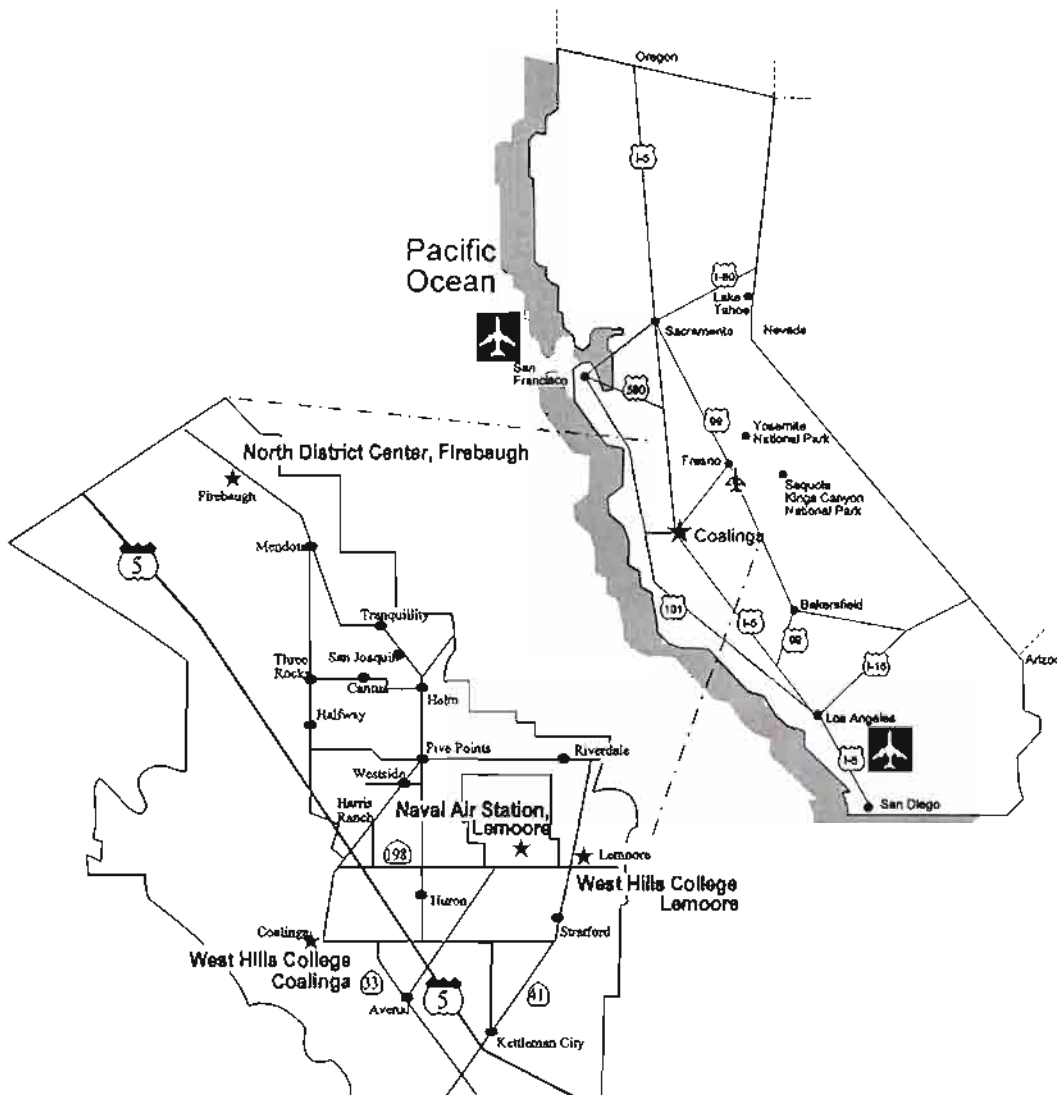 Oregon
I-5
Pacific
Ocean
I-80
Lake
Tahoe
Sacramento
Nevada
San
Francisco
580
99
Yosemite
National Park
Fresno
Sequoia
Kings Canyon
National Park
Coalinga
101
I-5
Bakersfield
99
I-15
Arizo
Los Angeles
I-5
San Diego
North District Center, Firebaugh
Firebaugh
5
Mendota
Tranquility
San Joaquin
Three
Rocks
Cantua
Helm
Halfway
Five Points
Riverdale
Westside
Harris
Ranch
Naval Air Station,
Lemoore
198
Lemoore
West Hills College
Lemoore
Huron
Stratford
Coalinga
West Hills College
Coalinga
33
5
41
Avenal
Kettleman City